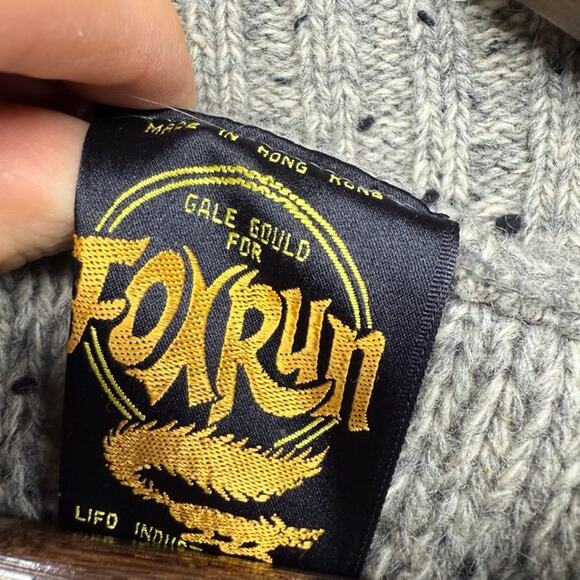 MADE IN HONG KONG
GALE GOULD
FOR
FOXRUN
LIFO INDUS